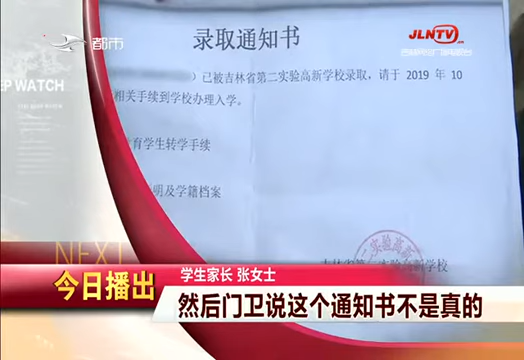 都市
JLNTV
录取通知书
）已被吉林省第二实验高新学校录取，请于 2019 年 10
相关手续到学校办理入学。
育学生转学手续
明及学籍档案
EP WATCH
NEXT
今日播出
学生家长 张女士
然后门卫说这个通知书不是真的